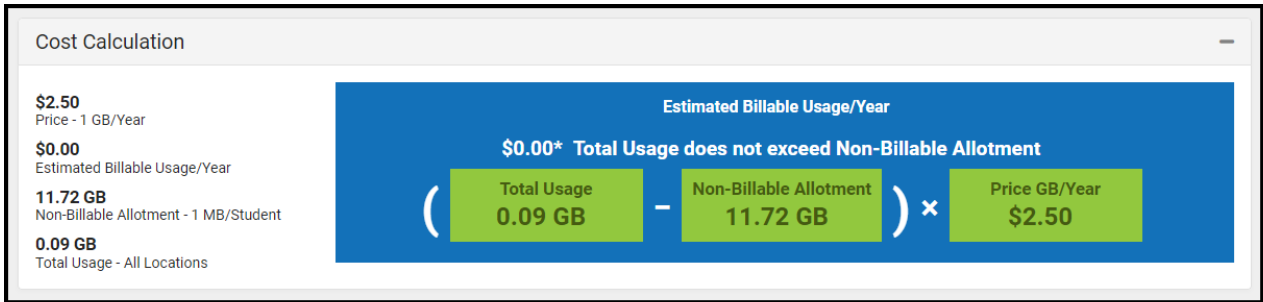 Cost Calculation
$2.50
Price - 1 GB/Year
$0.00
Estimated Billable Usage/Year
11.72 GB
Non-Billable Allotment - 1 MB/Student
0.09 GB
Total Usage - All Locations
Estimated Billable Usage/Year
$0.00* Total Usage does not exceed Non-Billable Allotment
( Total Usage
0.09 GB
−
Non-Billable Allotment
11.72 GB
) ×
Price GB/Year
$2.50